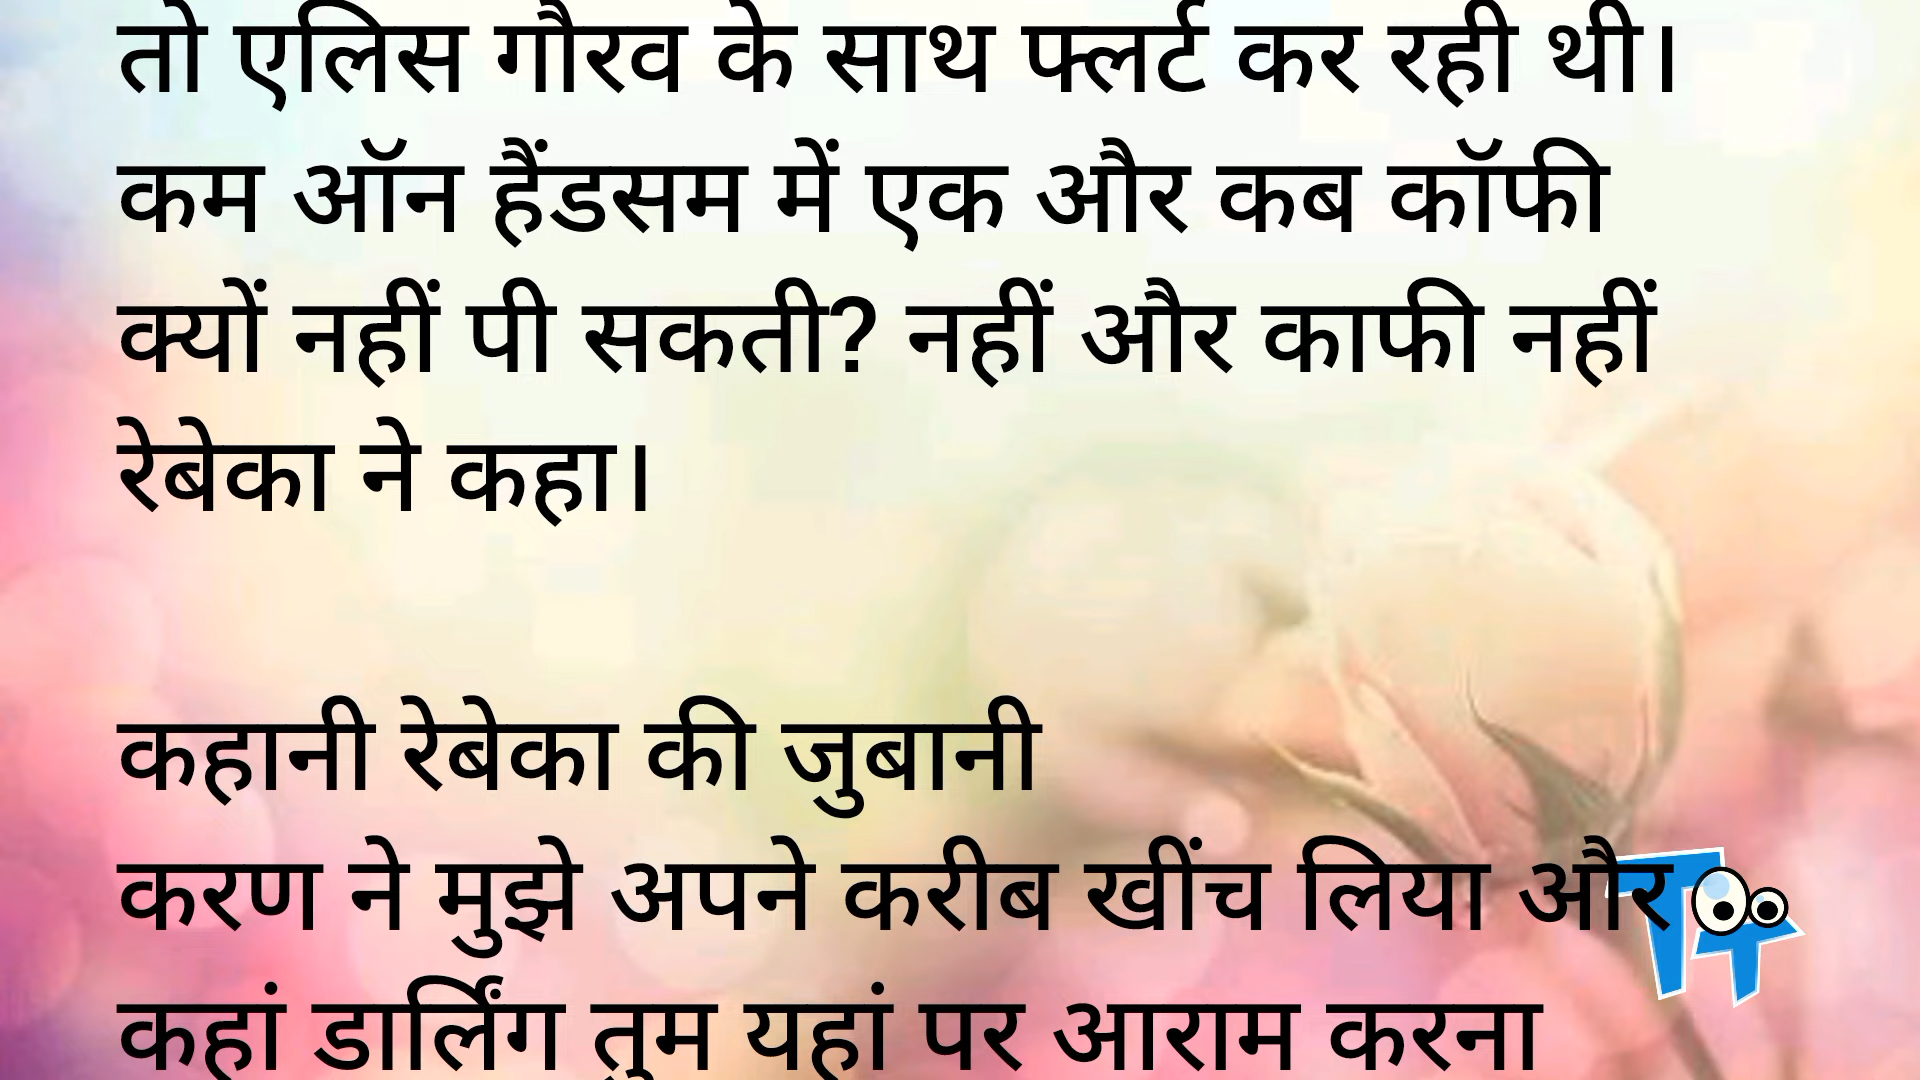 तो एलिस गौरव के साथ फ्लर्ट कर रही थी।
कम ऑन हैंडसम में एक और कब कॉफी
क्यों नहीं पी सकती? नहीं और काफी नहीं
रेबेका ने कहा।
कहानी रेबेका की जुबानी
करण ने मुझे अपने करीब खींच लिया और
कहां डार्लिंग तुम यहां पर आराम करना
TT